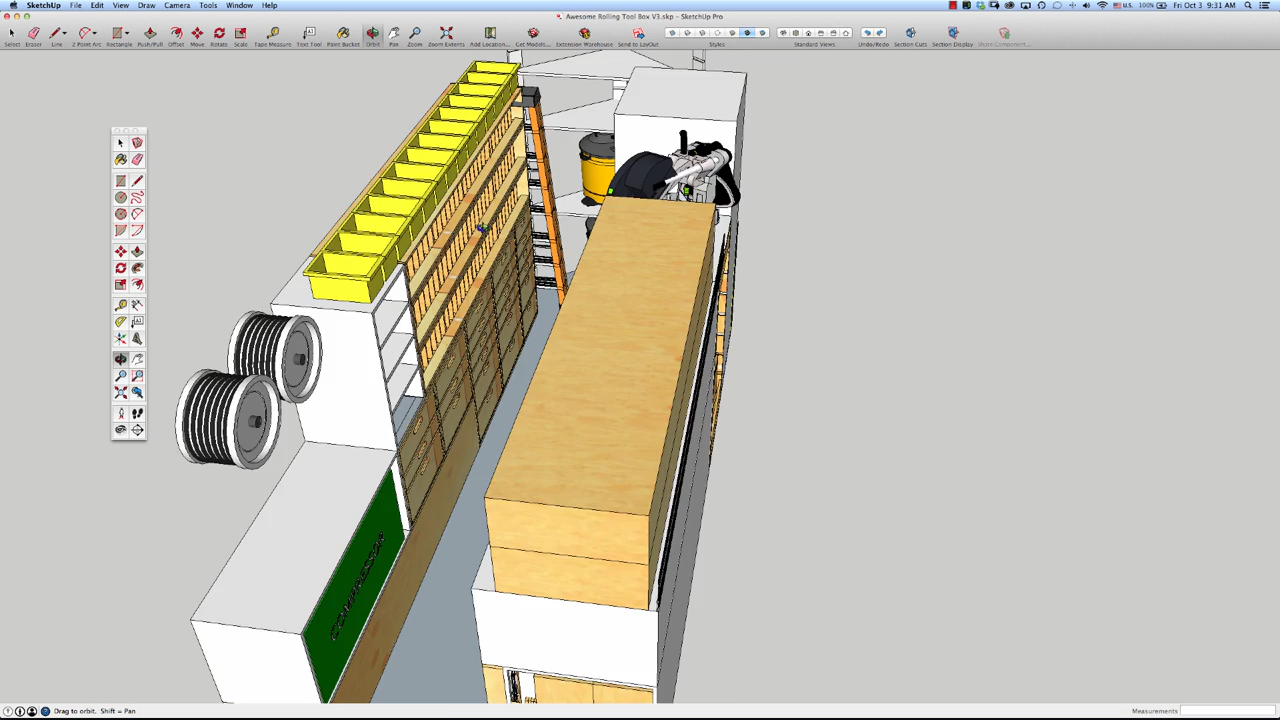 SketchUp File Edit View Draw Camera Tools Window Help
U.S. 100% Fri Oct 3 9:31 AM
Awesome Rolling Tool Box V3.skp - SketchUp Pro
Select Eraser Line 2 Point Arc Rectangle Push/Pull Offset Move Rotate Scale Tape Measure Text Tool Paint Bucket Orbit Pan Zoom Zoom Extents Add Location... Get Models... Extension Warehouse Send to LayOut Styles Standard Views Undo/Redo Section Cuts Section Display Share Component...
COMPRESSOR
Drag to orbit. Shift = Pan
Measurements